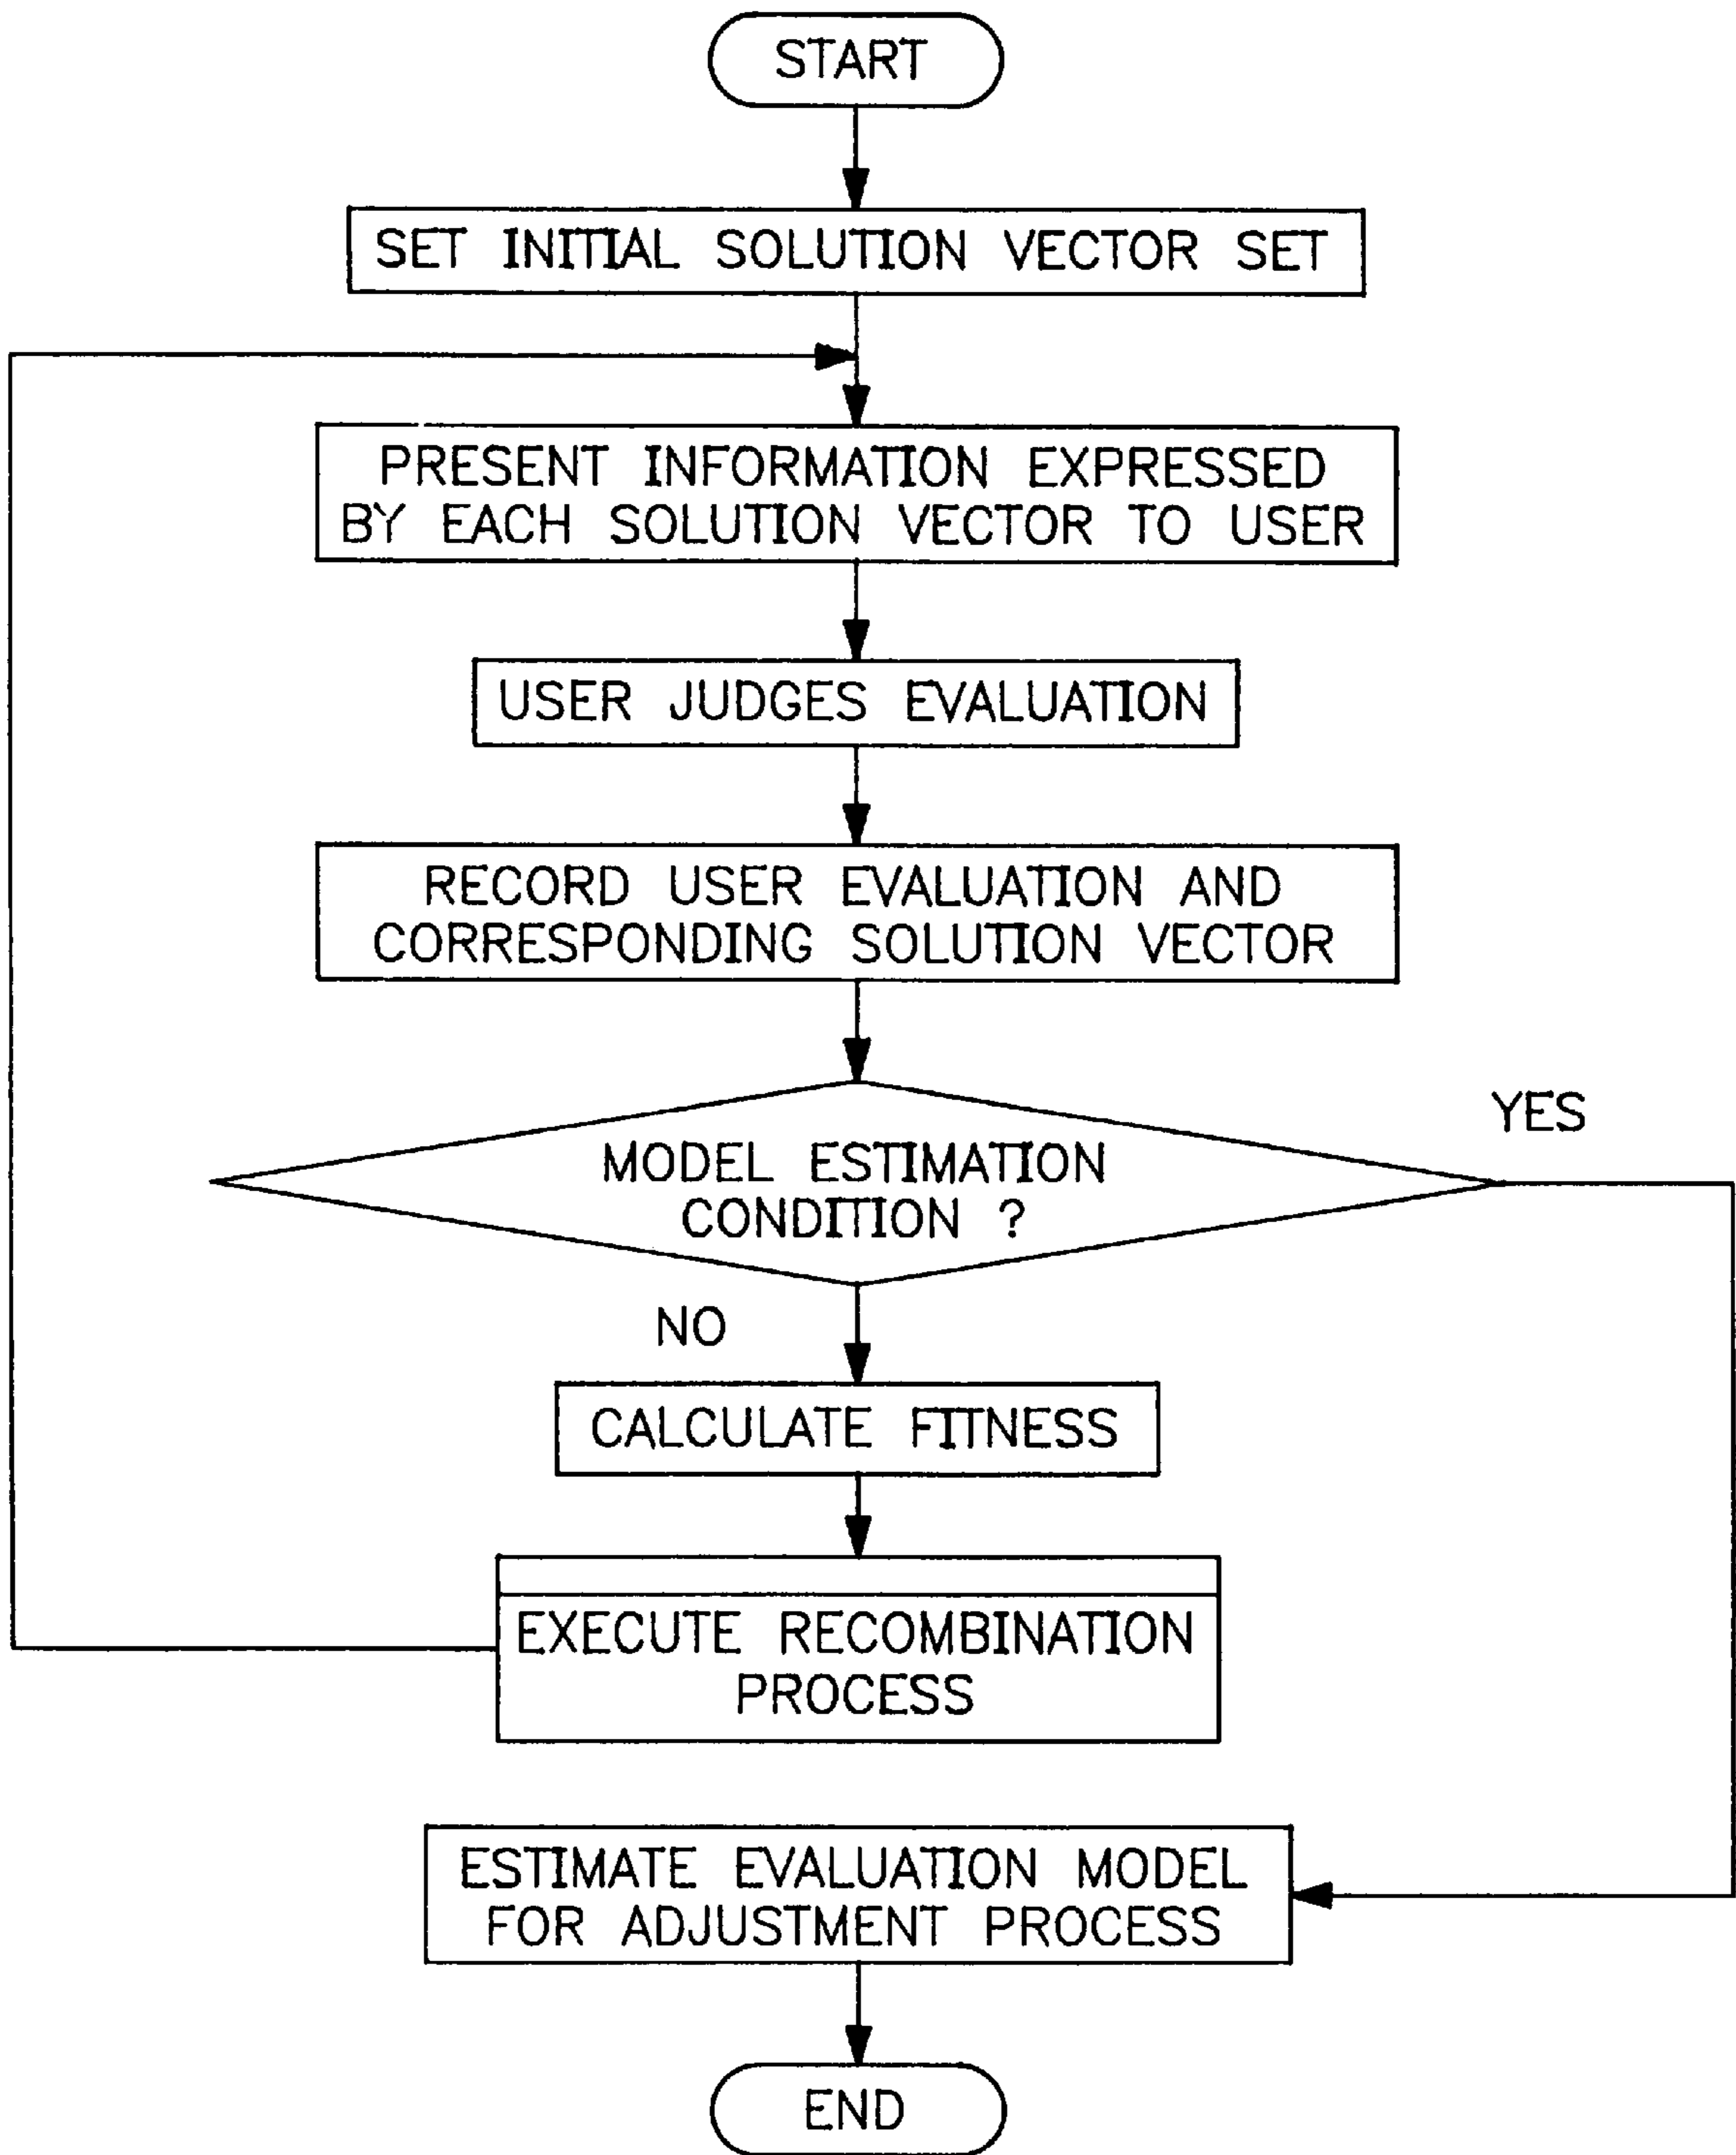 START
SET INITIAL SOLUTION VECTOR SET
PRESENT INFORMATION EXPRESSED
BY EACH SOLUTION VECTOR TO USER
USER JUDGES EVALUATION
RECORD USER EVALUATION AND
CORRESPONDING SOLUTION VECTOR
YES
MODEL ESTIMATION
CONDITION ?
NO
CALCULATE FITNESS
EXECUTE RECOMBINATION
PROCESS
ESTIMATE EVALUATION MODEL
FOR ADJUSTMENT PROCESS
END